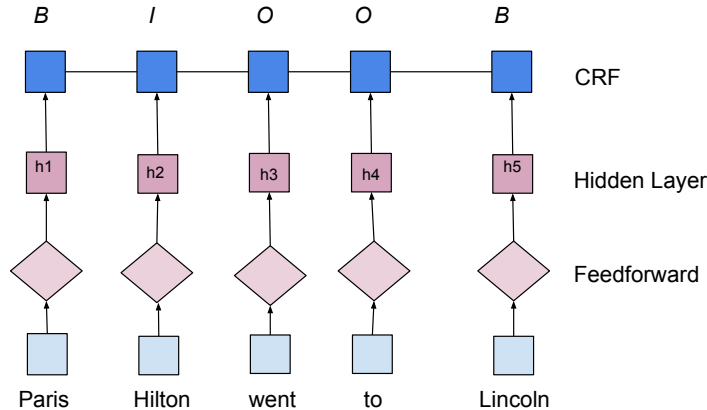 B I O O B
CRF
h1 h2 h3 h4 h5
Hidden Layer
Feedforward
Paris Hilton went to Lincoln